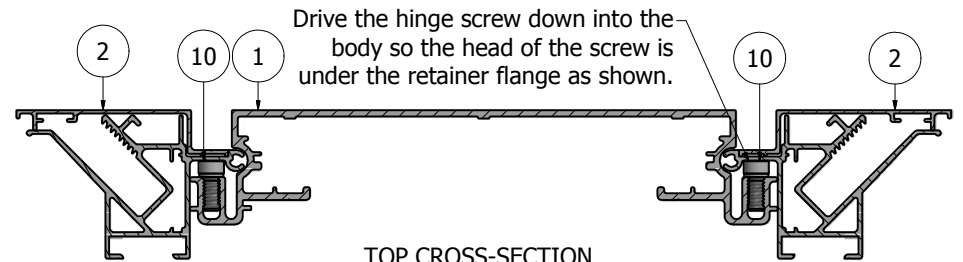 Drive the hinge screw down into the
body so the head of the screw is
under the retainer flange as shown.
2 10 1 10 2
TOP CROSS-SECTION